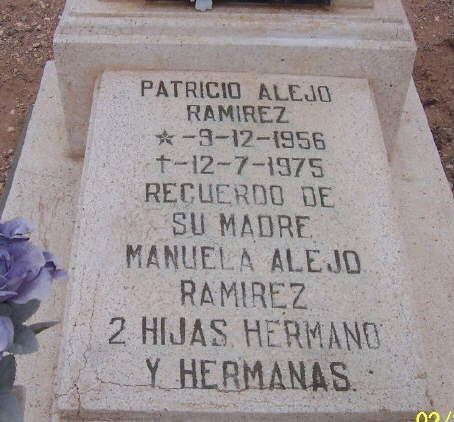 PATRICIO ALEJO
RAMIREZ
☆-9-12-1956
†-12-7-1975
RECUERDO DE
SU MADRE
MANUELA ALEJO
RAMIREZ
2 HIJAS HERMANO
Y HERMANAS